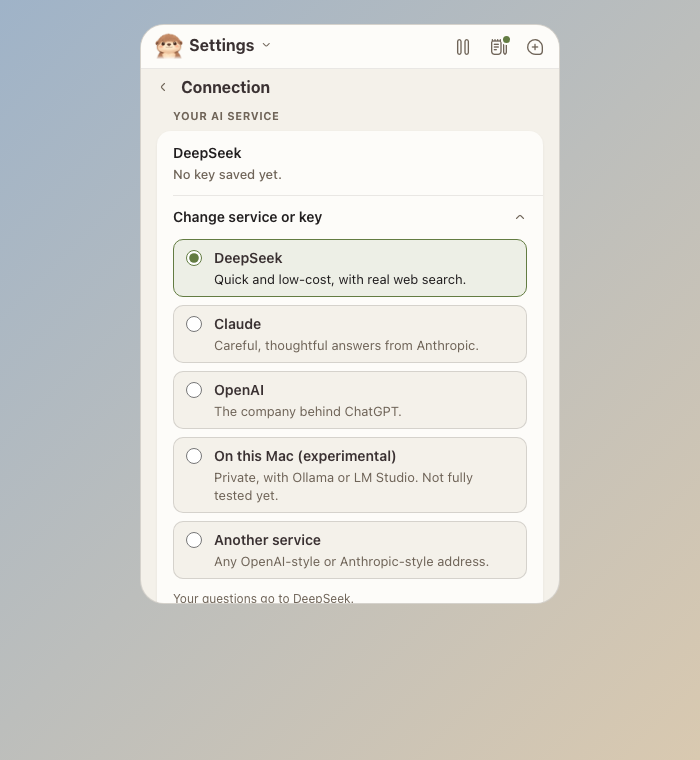 Settings
Connection
YOUR AI SERVICE
DeepSeek
No key saved yet.
Change service or key
DeepSeek
Quick and low-cost, with real web search.
Claude
Careful, thoughtful answers from Anthropic.
OpenAI
The company behind ChatGPT.
On this Mac (experimental)
Private, with Ollama or LM Studio. Not fully
tested yet.
Another service
Any OpenAI-style or Anthropic-style address.
Your questions go to DeepSeek.